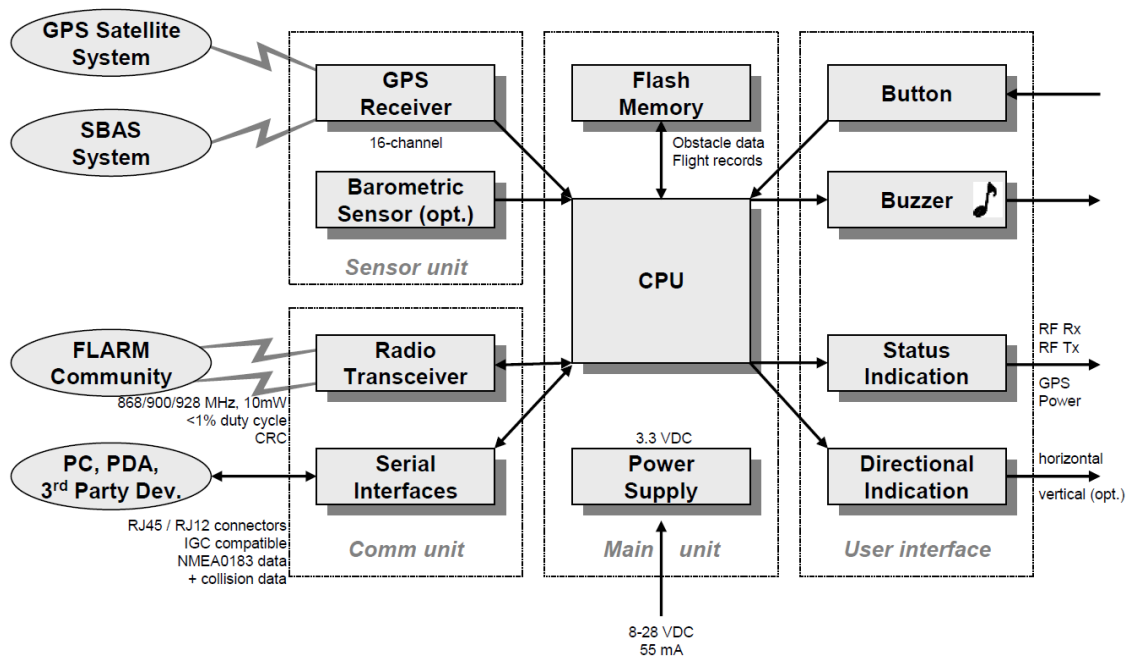 GPS Satellite
System
SBAS
System
GPS
Receiver
16-channel
Barometric
Sensor (opt.)
Sensor unit
Flash
Memory
Obstacle data
Flight records
CPU
Button
Buzzer
FLARM
Community
868/900/928 MHz, 10mW
<1% duty cycle
CRC
Radio
Transceiver
PC, PDA,
3rd Party Dev.
RJ45 / RJ12 connectors
IGC compatible
NMEA0183 data
+ collision data
Serial
Interfaces
Comm unit
3.3 VDC
Power
Supply
Main unit
8-28 VDC
55 mA
Status
Indication
RF Rx
RF Tx
GPS
Power
Directional
Indication
horizontal
vertical (opt.)
User interface